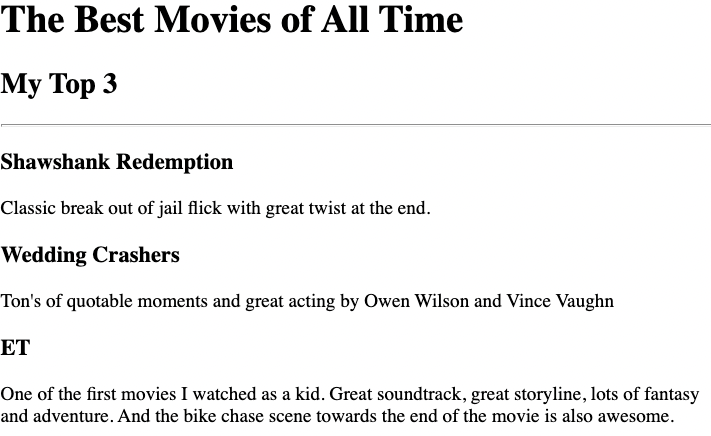 The Best Movies of All Time
My Top 3
Shawshank Redemption
Classic break out of jail flick with great twist at the end.
Wedding Crashers
Ton's of quotable moments and great acting by Owen Wilson and Vince Vaughn
ET
One of the first movies I watched as a kid. Great soundtrack, great storyline, lots of fantasy
and adventure. And the bike chase scene towards the end of the movie is also awesome.